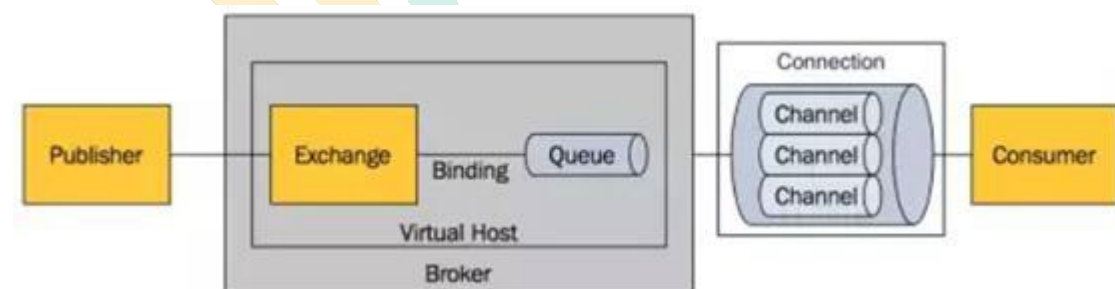 Publisher
Exchange
Binding
Queue
Virtual Host
Broker
Connection
Channel
Channel
Channel
Consumer